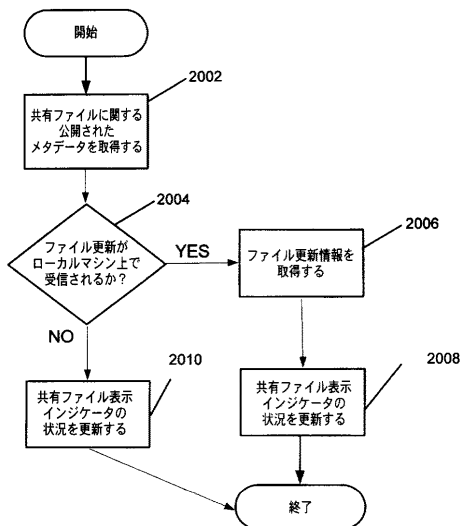 開始
2002
共有ファイルに関する
公開された
メタデータを取得する
2004
ファイル更新が
ローカルマシン上で
受信されるか?
YES
2006
ファイル更新情報を
取得する
NO
2010
共有ファイル表示
インジケータの
状況を更新する
2008
共有ファイル表示
インジケータの
状況を更新する
終了